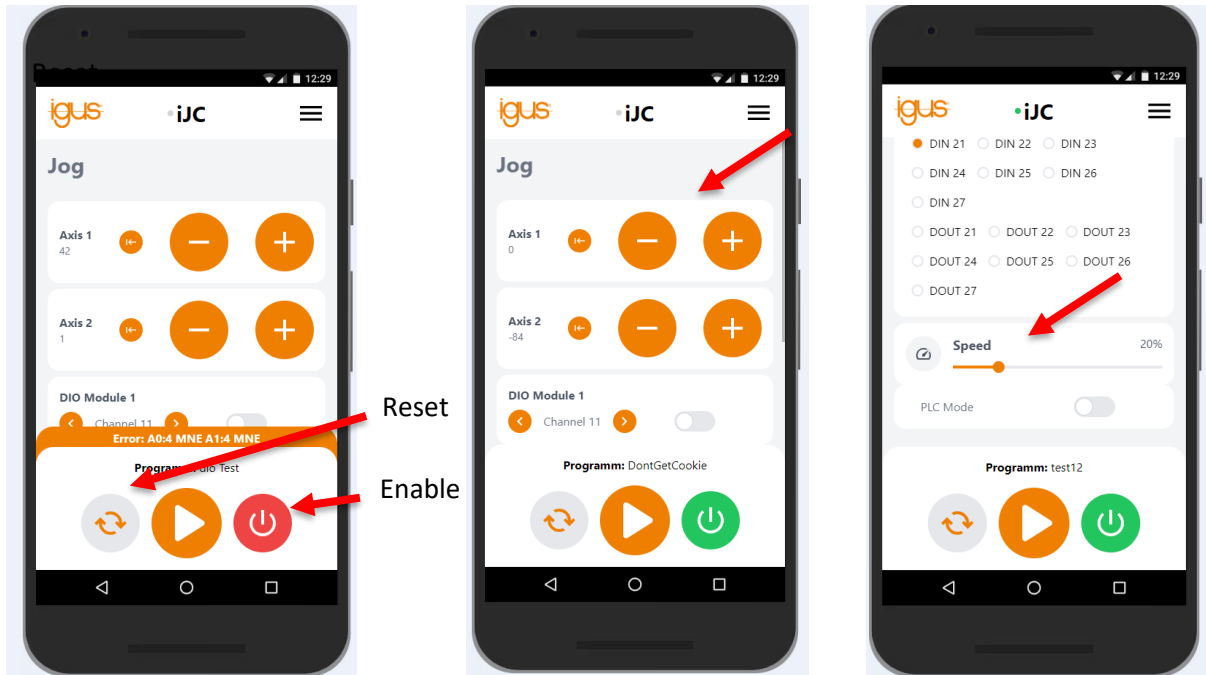 Reset
12:29
igus
iJC
Jog
Axis 1
42
Axis 2
1
DIO Module 1
Channel 11
Error: A0:4 MNE A1:4 MNE
Programm: dio Test
Reset
Enable
12:29
igus
iJC
Jog
Axis 1
0
Axis 2
-84
DIO Module 1
Channel 11
Programm: DontGetCookie
12:29
igus
iJC
DIN 21 DIN 22 DIN 23
DIN 24 DIN 25 DIN 26
DIN 27
DOUT 21 DOUT 22 DOUT 23
DOUT 24 DOUT 25 DOUT 26
DOUT 27
Speed 20%
PLC Mode
Programm: test12